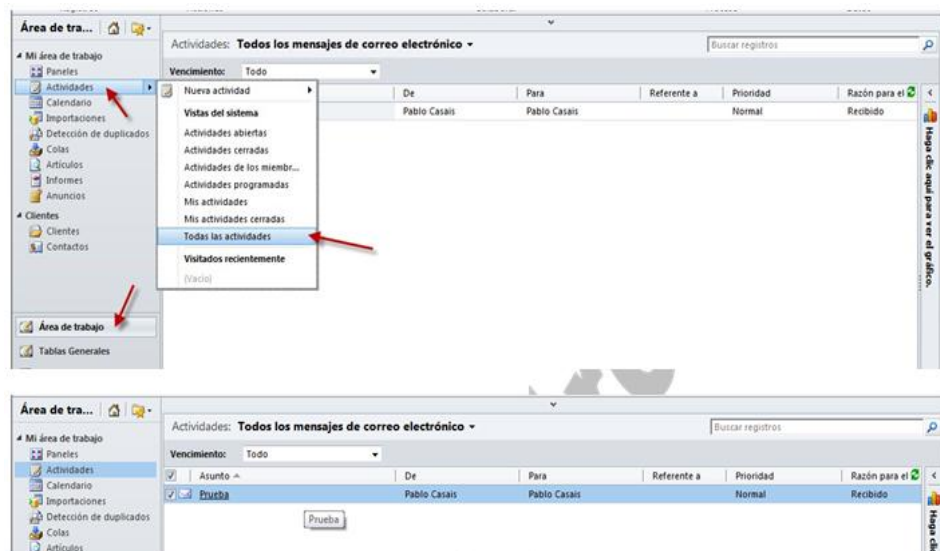 Área de tra...
Actividades: Todos los mensajes de correo electrónico
Buscar registros
Mi área de trabajo
Paneles
Actividades
Calendario
Importaciones
Detección de duplicados
Colas
Artículos
Informes
Anuncios
Clientes
Clientes
Contactos
Área de trabajo
Tablas Generales
Vencimiento: Todo
Nueva actividad
Vistas del sistema
Actividades abiertas
Actividades cerradas
Actividades de los miembr...
Actividades programadas
Mis actividades
Mis actividades cerradas
Todas las actividades
Visitados recientemente
(Vacío)
De Para Referente a Prioridad Razón para el
Pablo Casais Pablo Casais Normal Recibido
Haga clic aquí para ver el gráfico.
Área de tra...
Actividades: Todos los mensajes de correo electrónico
Buscar registros
Mi área de trabajo
Paneles
Actividades
Calendario
Importaciones
Detección de duplicados
Colas
Artículos
Vencimiento: Todo
Asunto De Para Referente a Prioridad Razón para el
Prueba Pablo Casais Pablo Casais Normal Recibido
Prueba
Haga clic